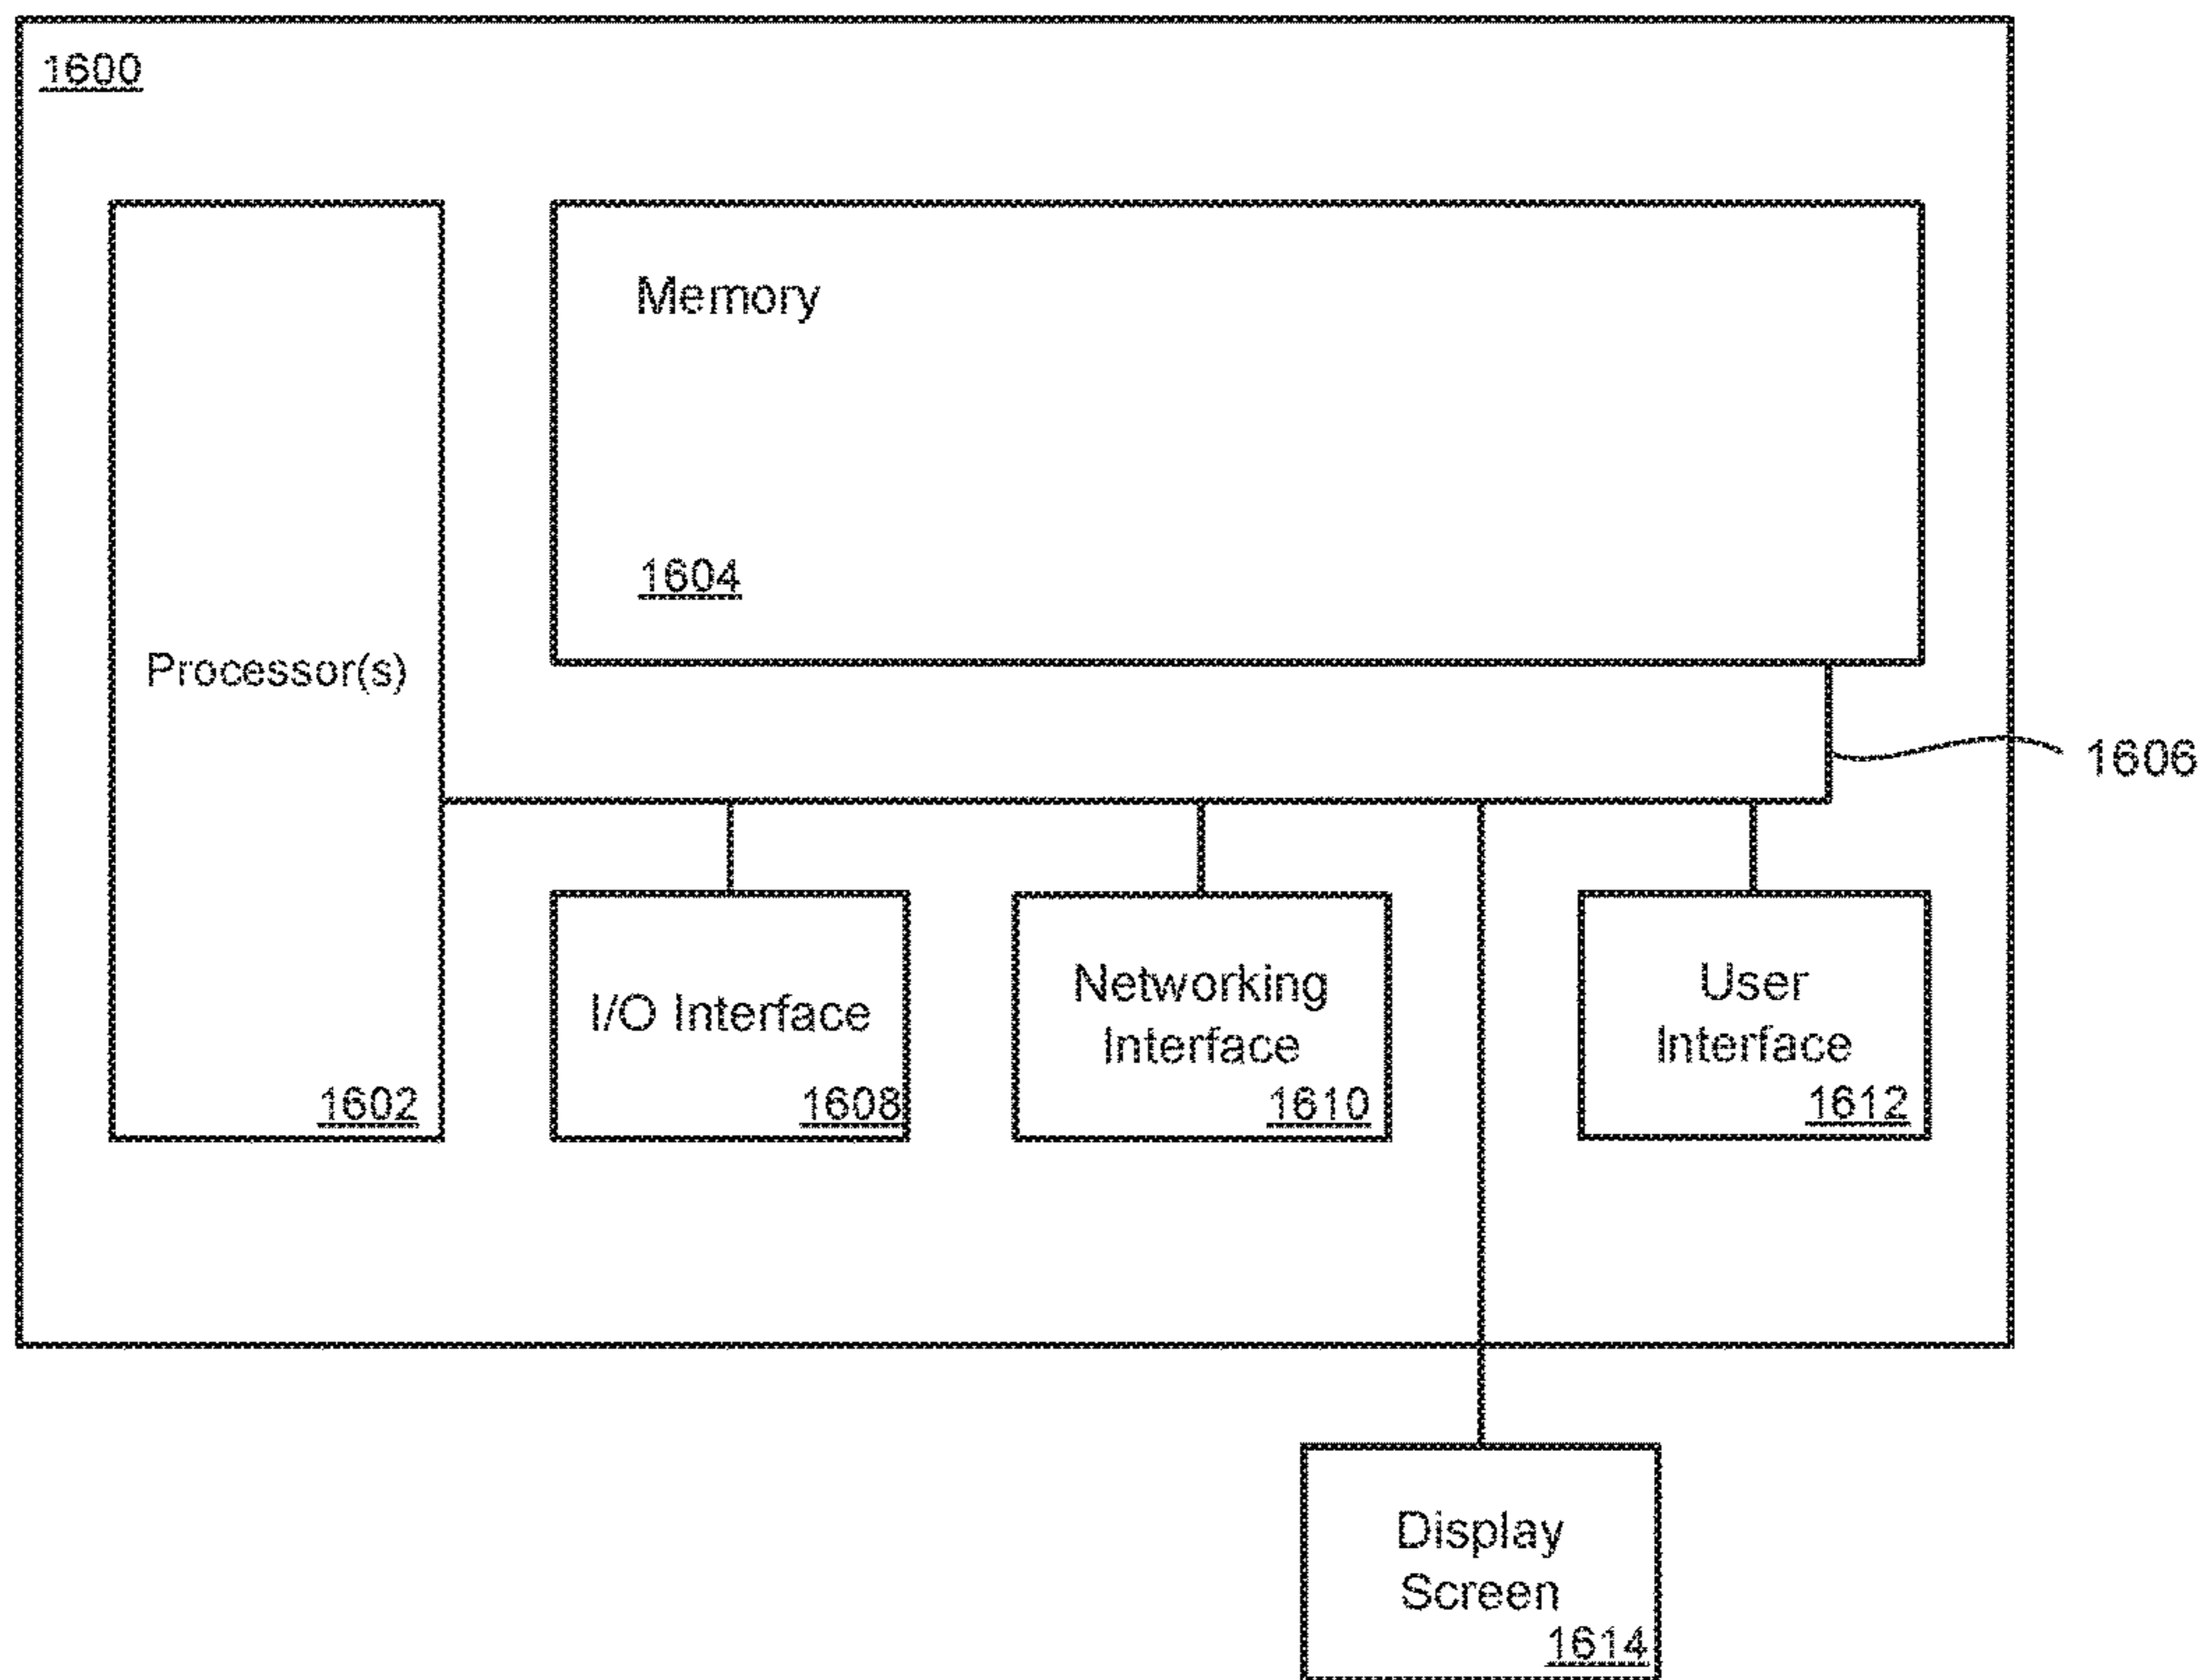 1600
Memory
1604
Processor(s)
1602
1606
I/O Interface
1608
Networking
Interface
1610
User
Interface
1612
Display
Screen
1614